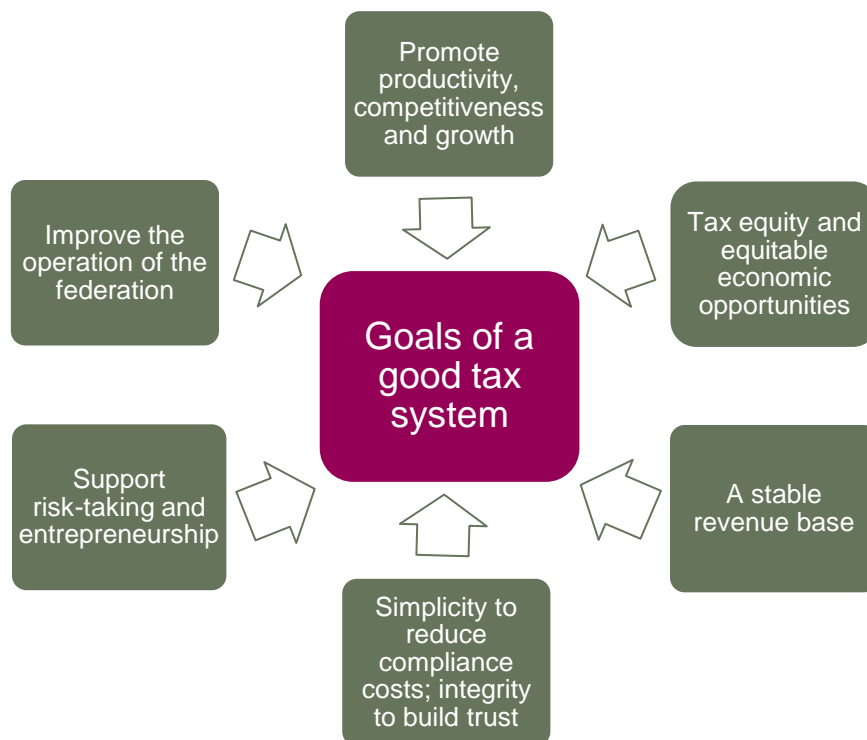 Promote
productivity,
competitiveness
and growth
Improve the
operation of the
federation
Tax equity and
equitable
economic
opportunities
Goals of a
good tax
system
Support
risk-taking and
entrepreneurship
A stable
revenue base
Simplicity to
reduce
compliance
costs; integrity
to build trust